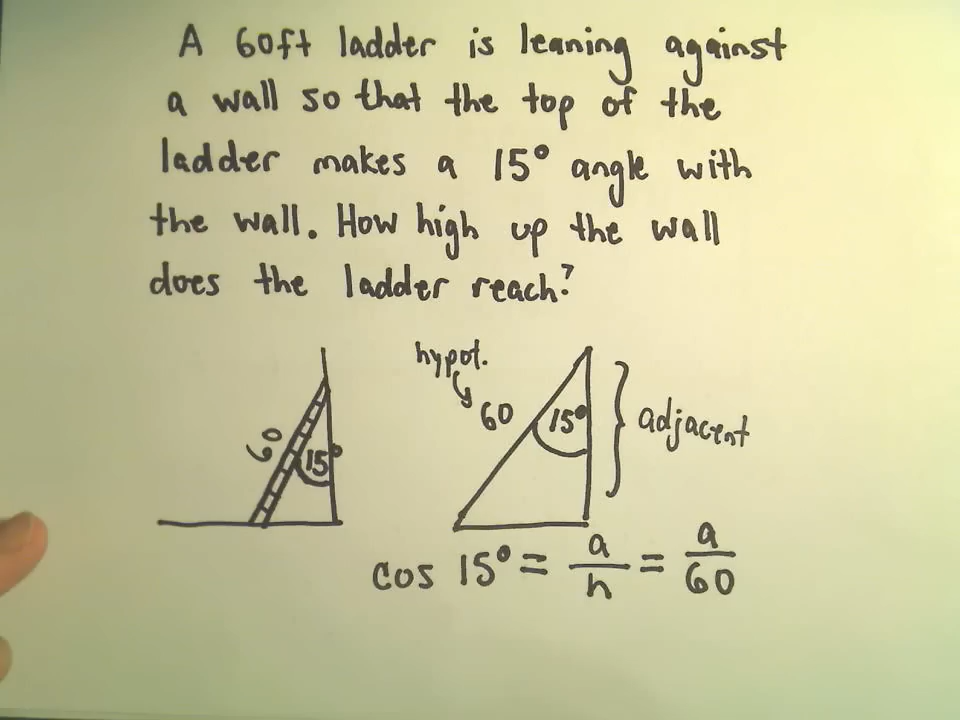 A 60ft ladder is leaning against
a wall so that the top of the
ladder makes a 15° angle with
the wall. How high up the wall
does the ladder reach?
60
15°
hypot.
60
15°
adjacent
cos 15° = a/h = a/60